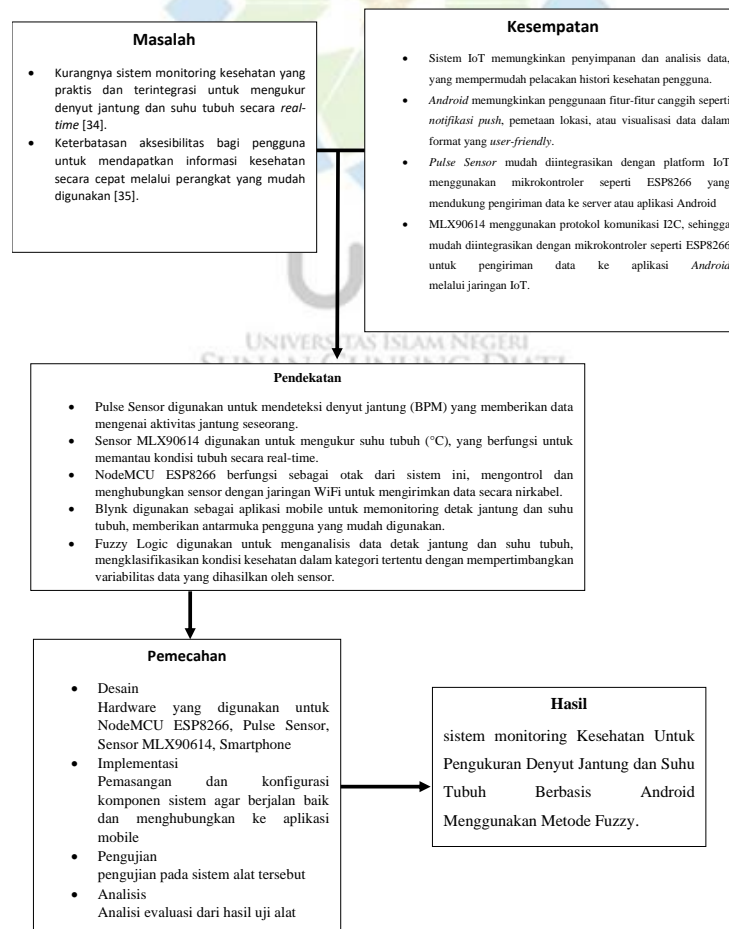 Masalah
• Kurangnya sistem monitoring kesehatan yang
praktis dan terintegrasi untuk mengukur
denyut jantung dan suhu tubuh secara real-
time [34].
• Keterbatasan aksesibilitas bagi pengguna
untuk mendapatkan informasi kesehatan
secara cepat melalui perangkat yang mudah
digunakan [35].
Kesempatan
• Sistem IoT memungkinkan penyimpanan dan analisis data,
yang mempermudah pelacakan histori kesehatan pengguna.
• Android memungkinkan penggunaan fitur-fitur canggih seperti
notifikasi push, pemetaan lokasi, atau visualisasi data dalam
format yang user-friendly.
• Pulse Sensor mudah diintegrasikan dengan platform IoT
menggunakan mikrokontroler seperti ESP8266 yang
mendukung pengiriman data ke server atau aplikasi Android
• MLX90614 menggunakan protokol komunikasi I2C, sehingga
mudah diintegrasikan dengan mikrokontroler seperti ESP8266
untuk pengiriman data ke aplikasi Android
melalui jaringan IoT.
UNIVERSITAS ISLAM NEGERI
SUNAN GUNUNG DJATI
Pendekatan
• Pulse Sensor digunakan untuk mendeteksi denyut jantung (BPM) yang memberikan data
mengenai aktivitas jantung seseorang.
• Sensor MLX90614 digunakan untuk mengukur suhu tubuh (°C), yang berfungsi untuk
memantau kondisi tubuh secara real-time.
• NodeMCU ESP8266 berfungsi sebagai otak dari sistem ini, mengontrol dan
menghubungkan sensor dengan jaringan WiFi untuk mengirimkan data secara nirkabel.
• Blynk digunakan sebagai aplikasi mobile untuk memonitoring detak jantung dan suhu
tubuh, memberikan antarmuka pengguna yang mudah digunakan.
• Fuzzy Logic digunakan untuk menganalisis data detak jantung dan suhu tubuh,
mengklasifikasikan kondisi kesehatan dalam kategori tertentu dengan mempertimbangkan
variabilitas data yang dihasilkan oleh sensor.
Pemecahan
• Desain
Hardware yang digunakan untuk
NodeMCU ESP8266, Pulse Sensor,
Sensor MLX90614, Smartphone
• Implementasi
Pemasangan dan konfigurasi
komponen sistem agar berjalan baik
dan menghubungkan ke aplikasi
mobile
• Pengujian
pengujian pada sistem alat tersebut
• Analisis
Analisi evaluasi dari hasil uji alat
Hasil
sistem monitoring Kesehatan Untuk
Pengukuran Denyut Jantung dan Suhu
Tubuh Berbasis Android
Menggunakan Metode Fuzzy.